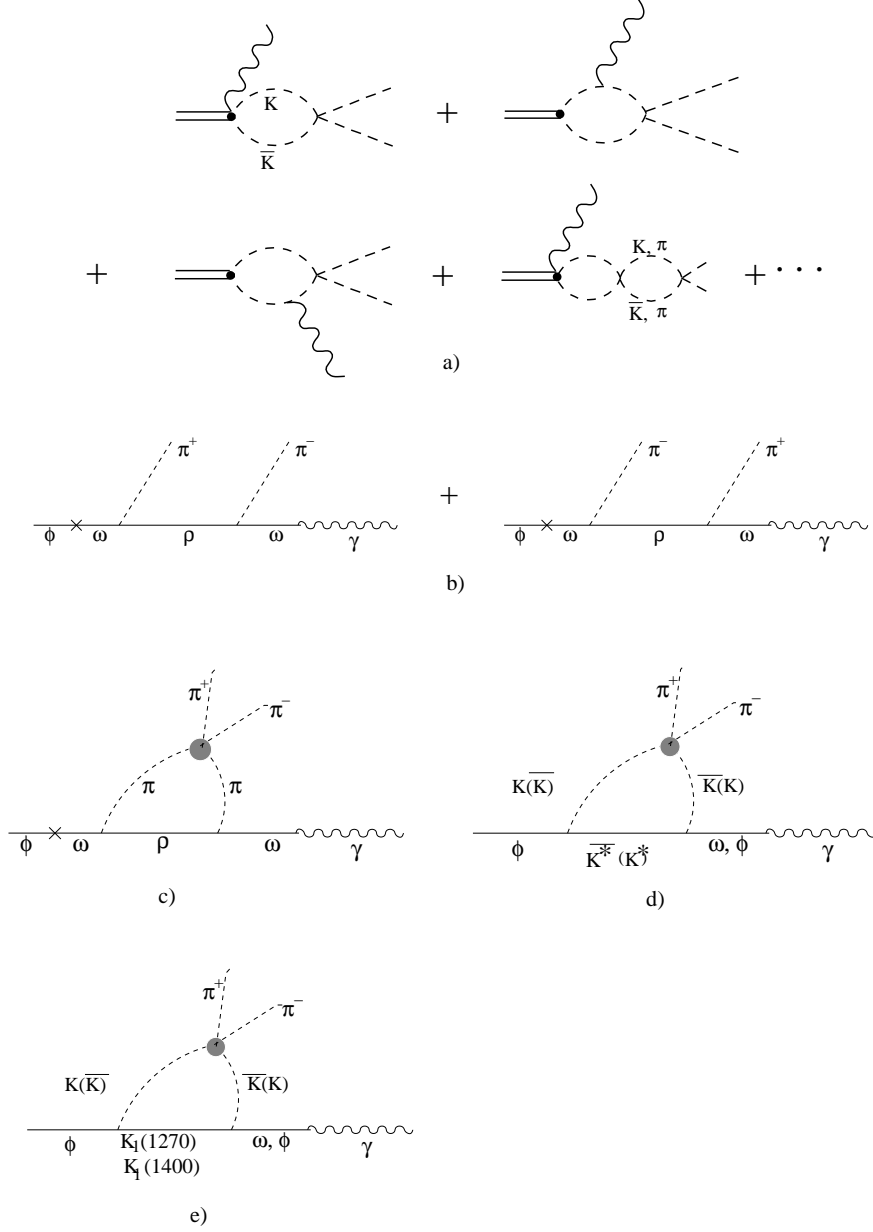 K
+
K̅
+
+
K, π
+ · · ·
K̅, π
a)
π⁺ π⁻
+
π⁻ π⁺
ϕ ω ρ ω γ
ϕ ω ρ ω γ
b)
π⁺
π⁻
π π
ϕ ω ρ ω γ
c)
π⁺
π⁻
K(K̅) K̅(K)
ϕ K̅*̅ (K*) ω, ϕ γ
d)
π⁺
π⁻
K(K̅) K̅(K)
ϕ K₁(1270) ω, ϕ γ
K₁(1400)
e)